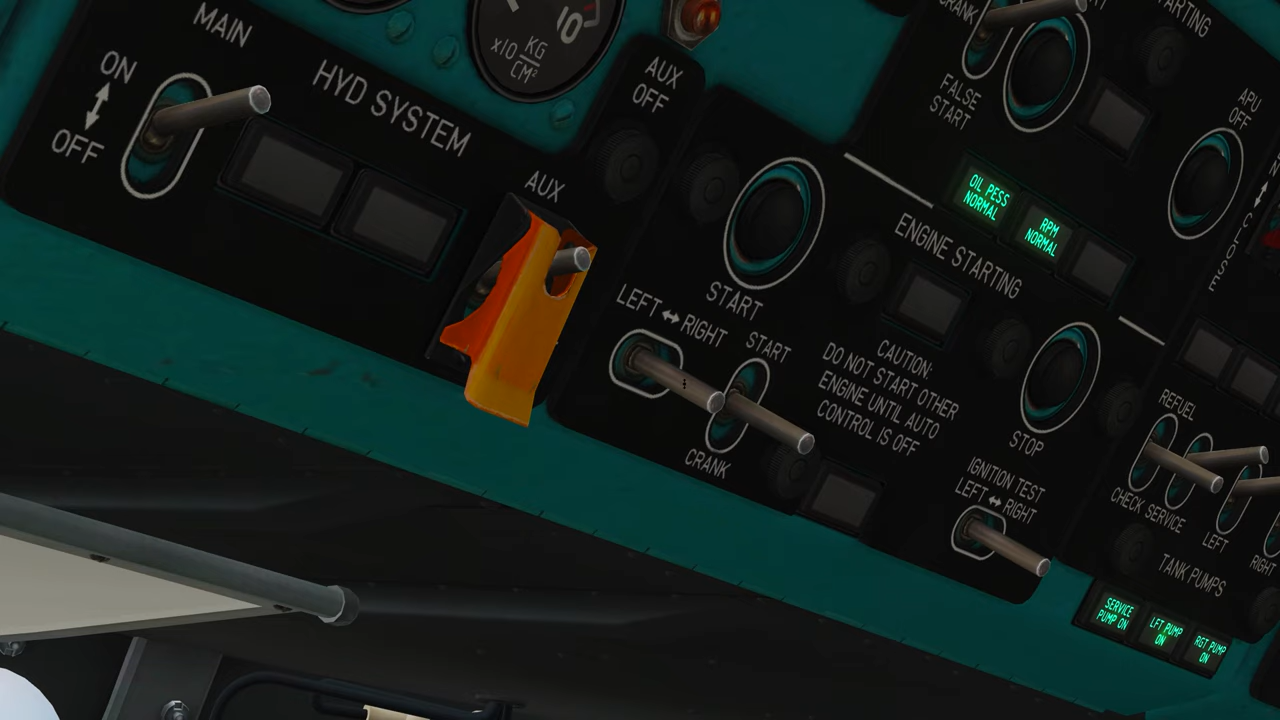 MAIN
ON
OFF
HYD SYSTEM
AUX
10
x10 KG
CM²
AUX
OFF
START
LEFT RIGHT
START
CRANK
CRANK
FALSE
START
OIL PESS
NORMAL
RPM
NORMAL
APU
OFF
CLOSE
ENGINE STARTING
CAUTION:
DO NOT START OTHER
ENGINE UNTIL AUTO
CONTROL IS OFF
STOP
IGNITION TEST
LEFT RIGHT
REFUEL
CHECK SERVICE
LEFT
RIGHT
TANK PUMPS
SERVICE
PUMP ON
LFT PUMP
ON
RGT PUMP
ON